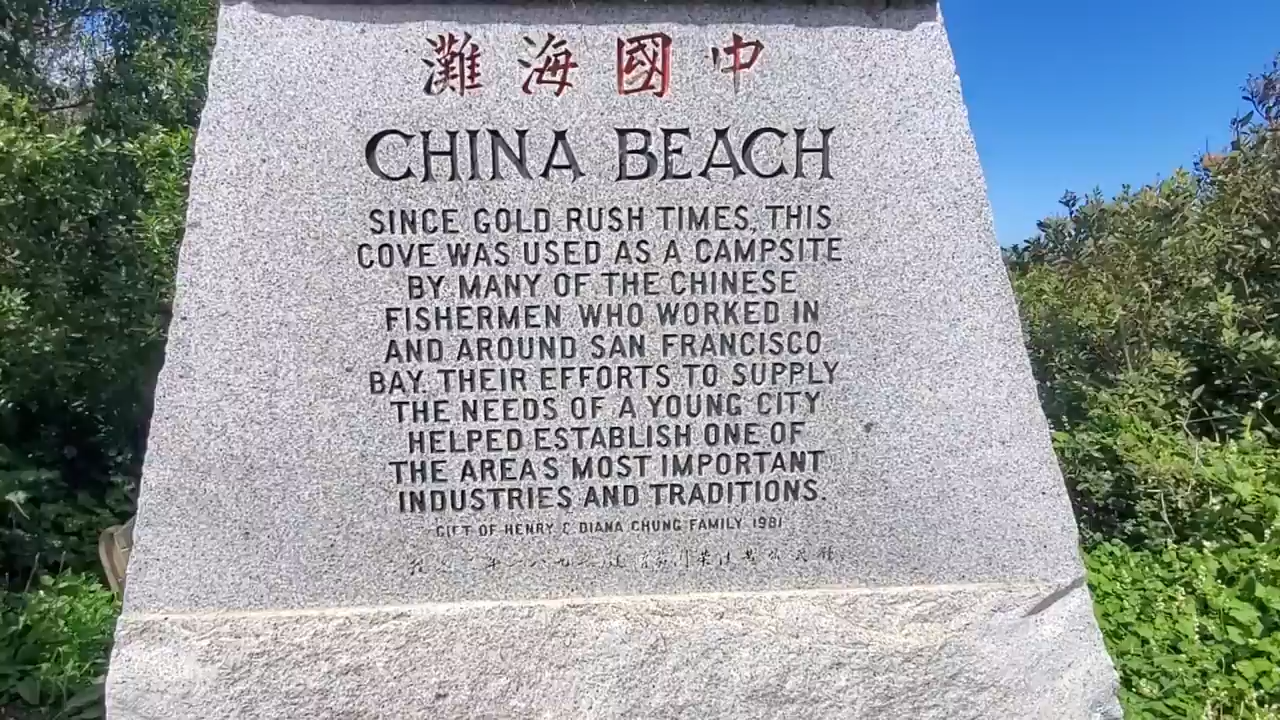 中國海灘
CHINA BEACH
SINCE GOLD RUSH TIMES, THIS
COVE WAS USED AS A CAMPSITE
BY MANY OF THE CHINESE
FISHERMEN WHO WORKED IN
AND AROUND SAN FRANCISCO
BAY. THEIR EFFORTS TO SUPPLY
THE NEEDS OF A YOUNG CITY
HELPED ESTABLISH ONE OF
THE AREAS MOST IMPORTANT
INDUSTRIES AND TRADITIONS.
GIFT OF HENRY & DIANA CHUNG FAMILY 1981